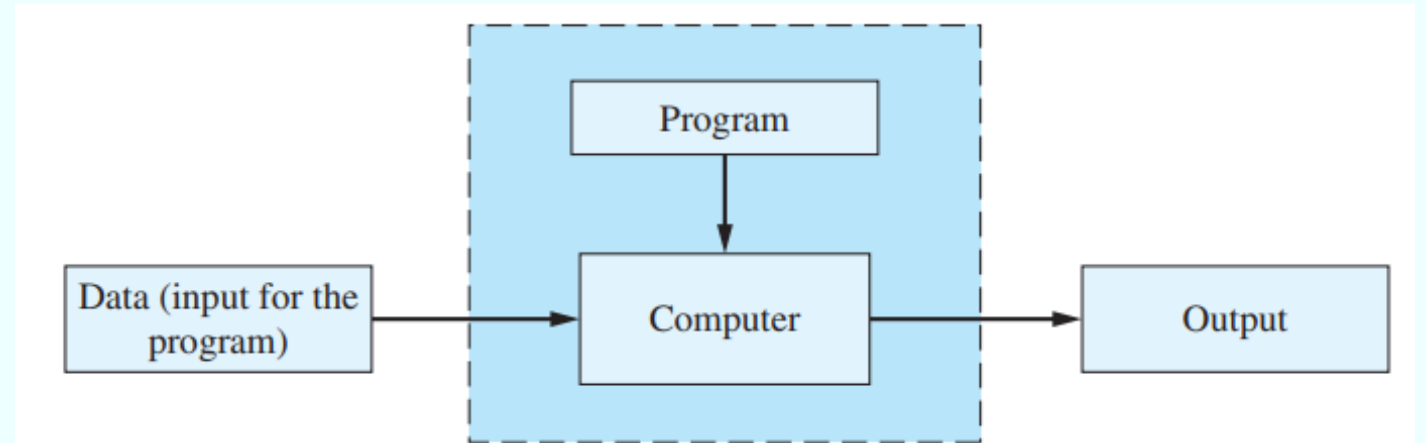 Program
Data (input for the
program)
Computer
Output